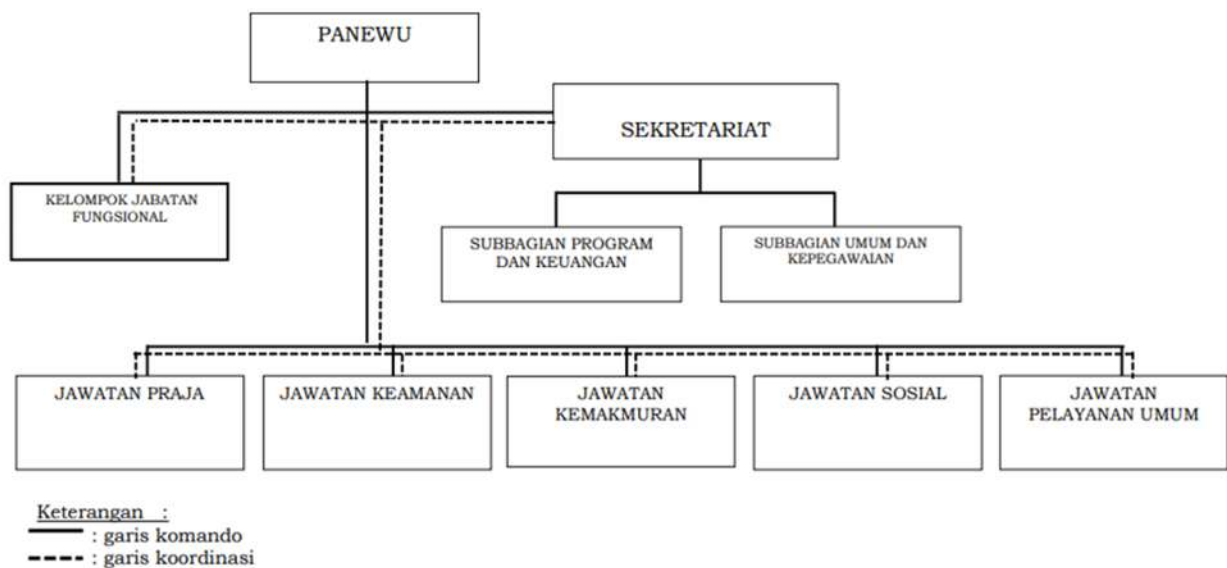 PANEWU
SEKRETARIAT
KELOMPOK JABATAN
FUNGSIONAL
SUBBAGIAN PROGRAM
DAN KEUANGAN
SUBBAGIAN UMUM DAN
KEPEGAWAIAN
JAWATAN PRAJA
JAWATAN KEAMANAN
JAWATAN
KEMAKMURAN
JAWATAN SOSIAL
JAWATAN
PELAYANAN UMUM
Keterangan :
: garis komando
: garis koordinasi